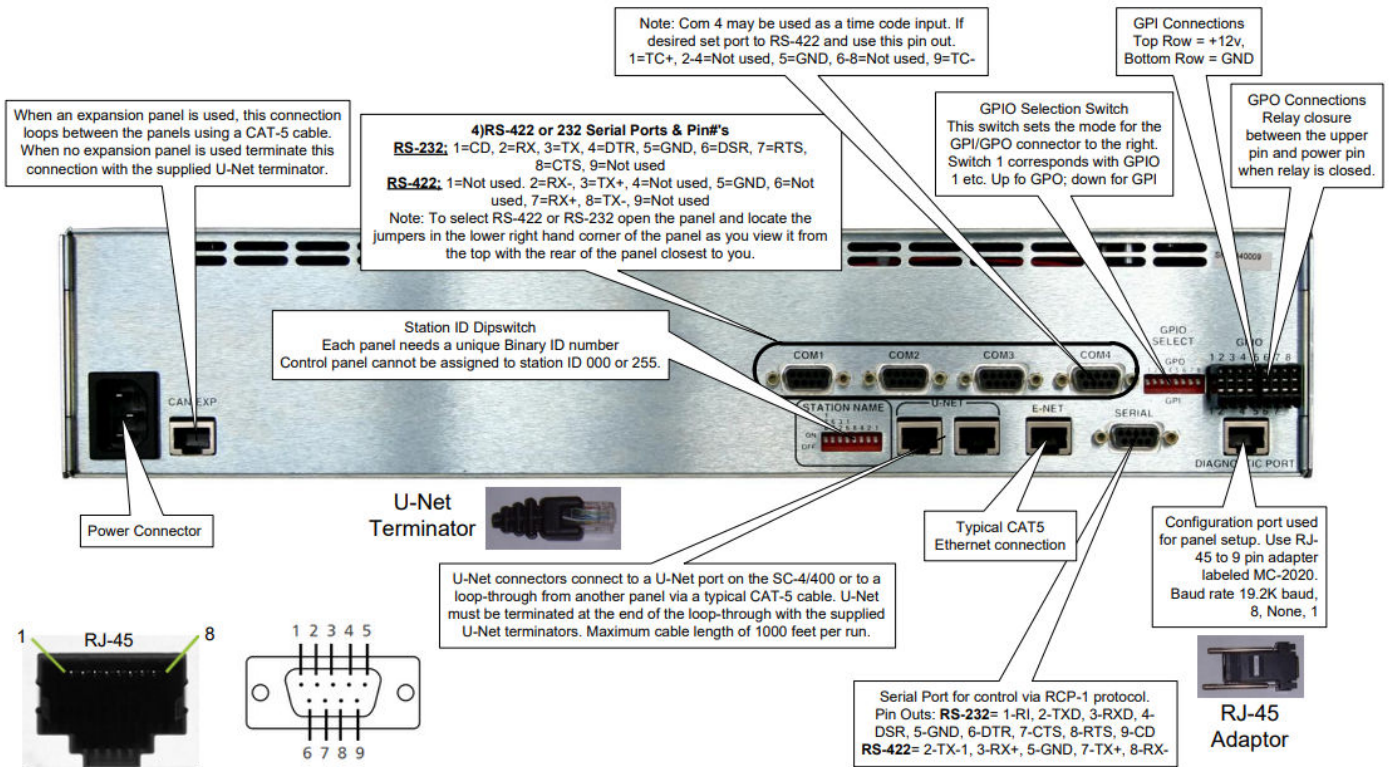 Note: Com 4 may be used as a time code input. If
desired set port to RS-422 and use this pin out.
1=TC+, 2-4=Not used, 5=GND, 6-8=Not used, 9=TC-
GPI Connections
Top Row = +12v,
Bottom Row = GND
When an expansion panel is used, this connection
loops between the panels using a CAT-5 cable.
When no expansion panel is used terminate this
connection with the supplied U-Net terminator.
4)RS-422 or 232 Serial Ports & Pin#'s
RS-232: 1=CD, 2=RX, 3=TX, 4=DTR, 5=GND, 6=DSR, 7=RTS,
8=CTS, 9=Not used
RS-422: 1=Not used. 2=RX-, 3=TX+, 4=Not used, 5=GND, 6=Not
used, 7=RX+, 8=TX-, 9=Not used
Note: To select RS-422 or RS-232 open the panel and locate the
jumpers in the lower right hand corner of the panel as you view it from
the top with the rear of the panel closest to you.
GPIO Selection Switch
This switch sets the mode for the
GPI/GPO connector to the right.
Switch 1 corresponds with GPIO
1 etc. Up fo GPO; down for GPI
GPO Connections
Relay closure
between the upper
pin and power pin
when relay is closed.
Station ID Dipswitch
Each panel needs a unique Binary ID number
Control panel cannot be assigned to station ID 000 or 255.
GPIO
SELECT
GPO
GPI
GPIO
1 2 3 4 5 6 7 8
COM1
COM2
COM3
COM4
CAN EXP
STATION NAME
ON
OFF
U-NET
E-NET
SERIAL
DIAGNOSTIC PORT
Power Connector
U-Net
Terminator
Typical CAT5
Ethernet connection
Configuration port used
for panel setup. Use RJ-
45 to 9 pin adapter
labeled MC-2020.
Baud rate 19.2K baud,
8, None, 1
U-Net connectors connect to a U-Net port on the SC-4/400 or to a
loop-through from another panel via a typical CAT-5 cable. U-Net
must be terminated at the end of the loop-through with the supplied
U-Net terminators. Maximum cable length of 1000 feet per run.
1
RJ-45
8
1 2 3 4 5
6 7 8 9
Serial Port for control via RCP-1 protocol.
Pin Outs: RS-232= 1-RI, 2-TXD, 3-RXD, 4-
DSR, 5-GND, 6-DTR, 7-CTS, 8-RTS, 9-CD
RS-422= 2-TX-1, 3-RX+, 5-GND, 7-TX+, 8-RX-
RJ-45
Adaptor